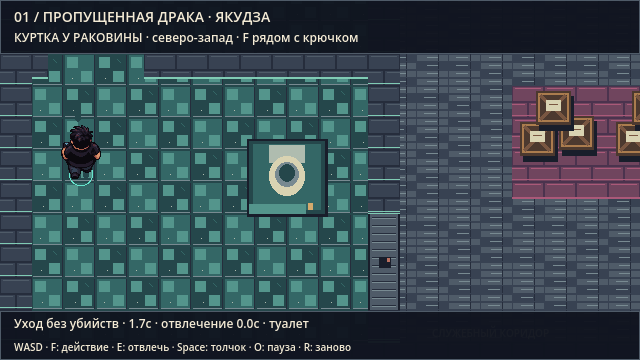 01 / ПРОПУЩЕННАЯ ДРАКА · ЯКУДЗА
КУРТКА У РАКОВИНЫ · северо-запад · F рядом с крючком
Уход без убийств · 1.7с · отвлечение 0.0с · туалет
WASD · F: действие · E: отвлечь · Space: толчок · O: пауза · R: заново